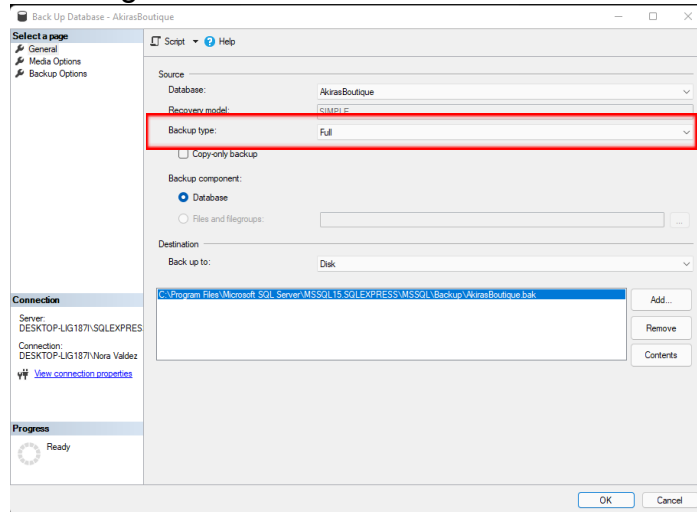 Back Up Database - AkirasBoutique
Select a page
General
Media Options
Backup Options
Script Help
Source
Database: AkirasBoutique
Recovery model: SIMPLE
Backup type: Full
Copy-only backup
Backup component:
Database
Files and filegroups: ...
Destination
Back up to: Disk
C:\Program Files\Microsoft SQL Server\MSSQL15.SQLEXPRESS\MSSQL\Backup\AkirasBoutique.bak
Add...
Remove
Contents
Connection
Server:
DESKTOP-LIG187I\SQLEXPRES
Connection:
DESKTOP-LIG187I\Nora Valdez
View connection properties
Progress
Ready
OK Cancel